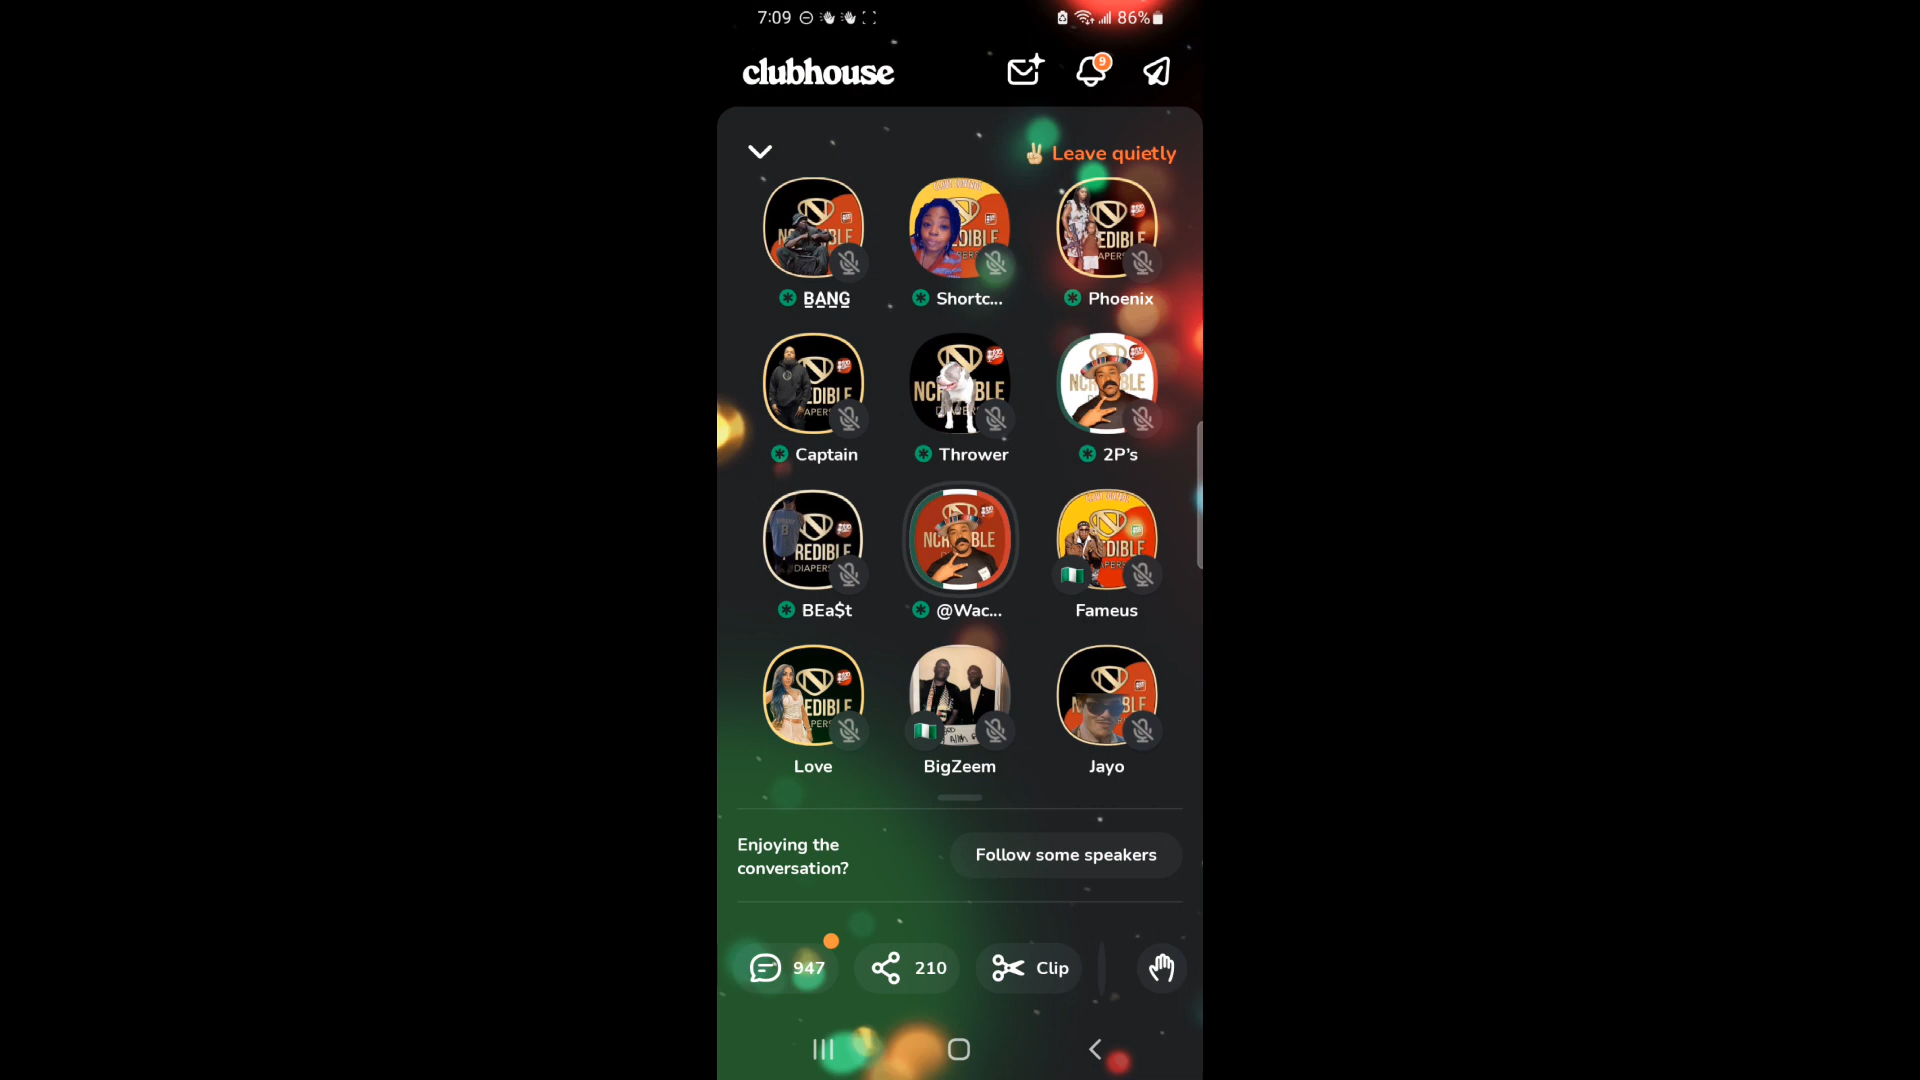 7:09
86%
clubhouse
9
Leave quietly
BANG
Shortc...
Phoenix
Captain
Thrower
2P's
BEa$t
@Wac...
Fameus
Love
BigZeem
Jayo
Enjoying the
conversation?
Follow some speakers
947
210
Clip